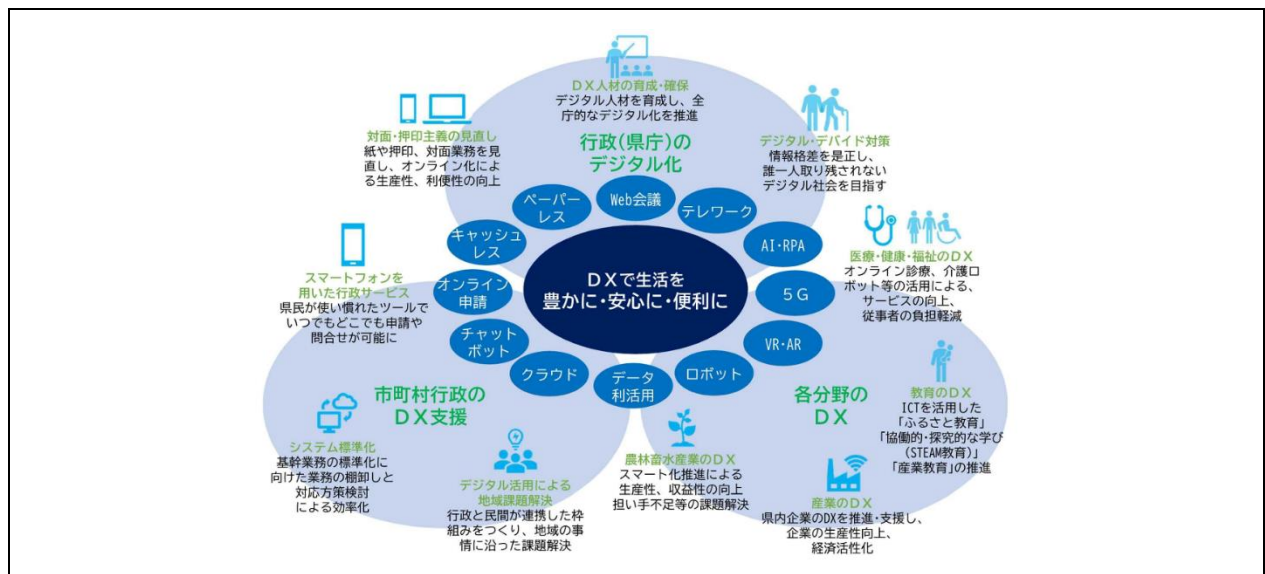 DX人材の育成・確保
デジタル人材を育成し、全
庁的なデジタル化を推進
行政(県庁)の
デジタル化
対面・押印主義の見直し
紙や押印、対面業務を見
直し、オンライン化によ
る生産性、利便性の向上
デジタル・デバイド対策
情報格差を是正し、
誰一人取り残されない
デジタル社会を目指す
ペーパー
レス
Web会議
テレワーク
キャッシュ
レス
AI・RPA
オンライン
申請
5G
チャット
ボット
VR・AR
クラウド
データ
利活用
ロボット
DXで生活を
豊かに・安心に・便利に
スマートフォンを
用いた行政サービス
県民が使い慣れたツールで
いつでもどこでも申請や
問合せが可能に
医療・健康・福祉のDX
オンライン診療、介護ロ
ボット等の活用による、
サービスの向上、
従事者の負担軽減
市町村行政の
DX支援
各分野の
DX
教育のDX
ICTを活用した
「ふるさと教育」
「協働的・探究的な学び
(STEAM教育)」
「産業教育」の推進
システム標準化
基幹業務の標準化に
向けた業務の棚卸しと
対応方策検討
による効率化
デジタル活用による
地域課題解決
行政と民間が連携した枠
組みをつくり、地域の事
情に沿った課題解決
農林畜水産業のDX
スマート化推進による
生産性、収益性の向上
担い手不足等の課題解決
産業のDX
県内企業のDXを推進・支援し、
企業の生産性向上、
経済活性化